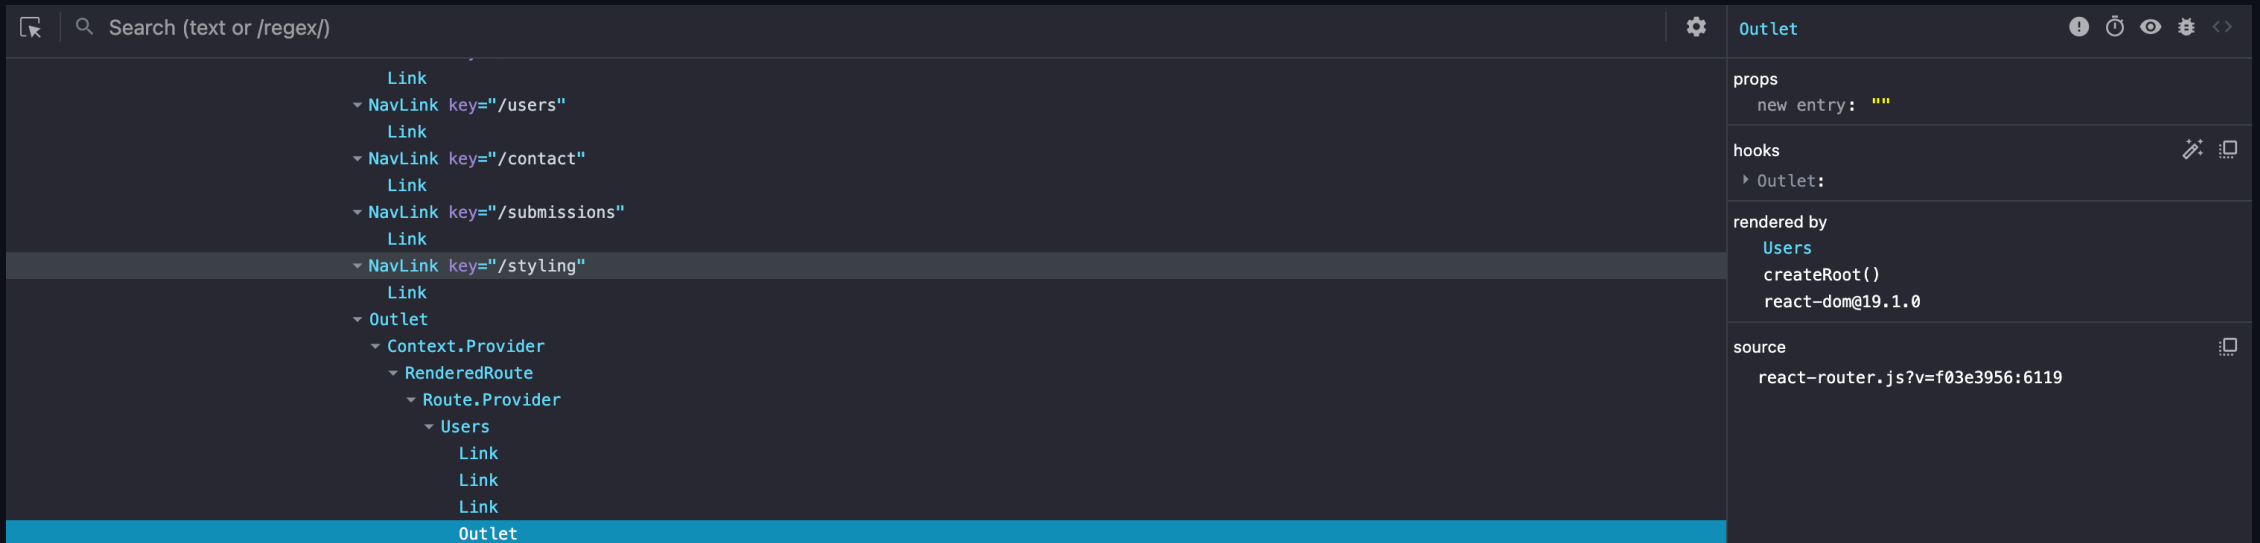 Search (text or /regex/)
Link
NavLink key="/users"
Link
NavLink key="/contact"
Link
NavLink key="/submissions"
Link
NavLink key="/styling"
Link
Outlet
Context.Provider
RenderedRoute
Route.Provider
Users
Link
Link
Link
Outlet
Outlet
props
new entry: ""
hooks
Outlet:
rendered by
Users
createRoot()
react-dom@19.1.0
source
react-router.js?v=f03e3956:6119